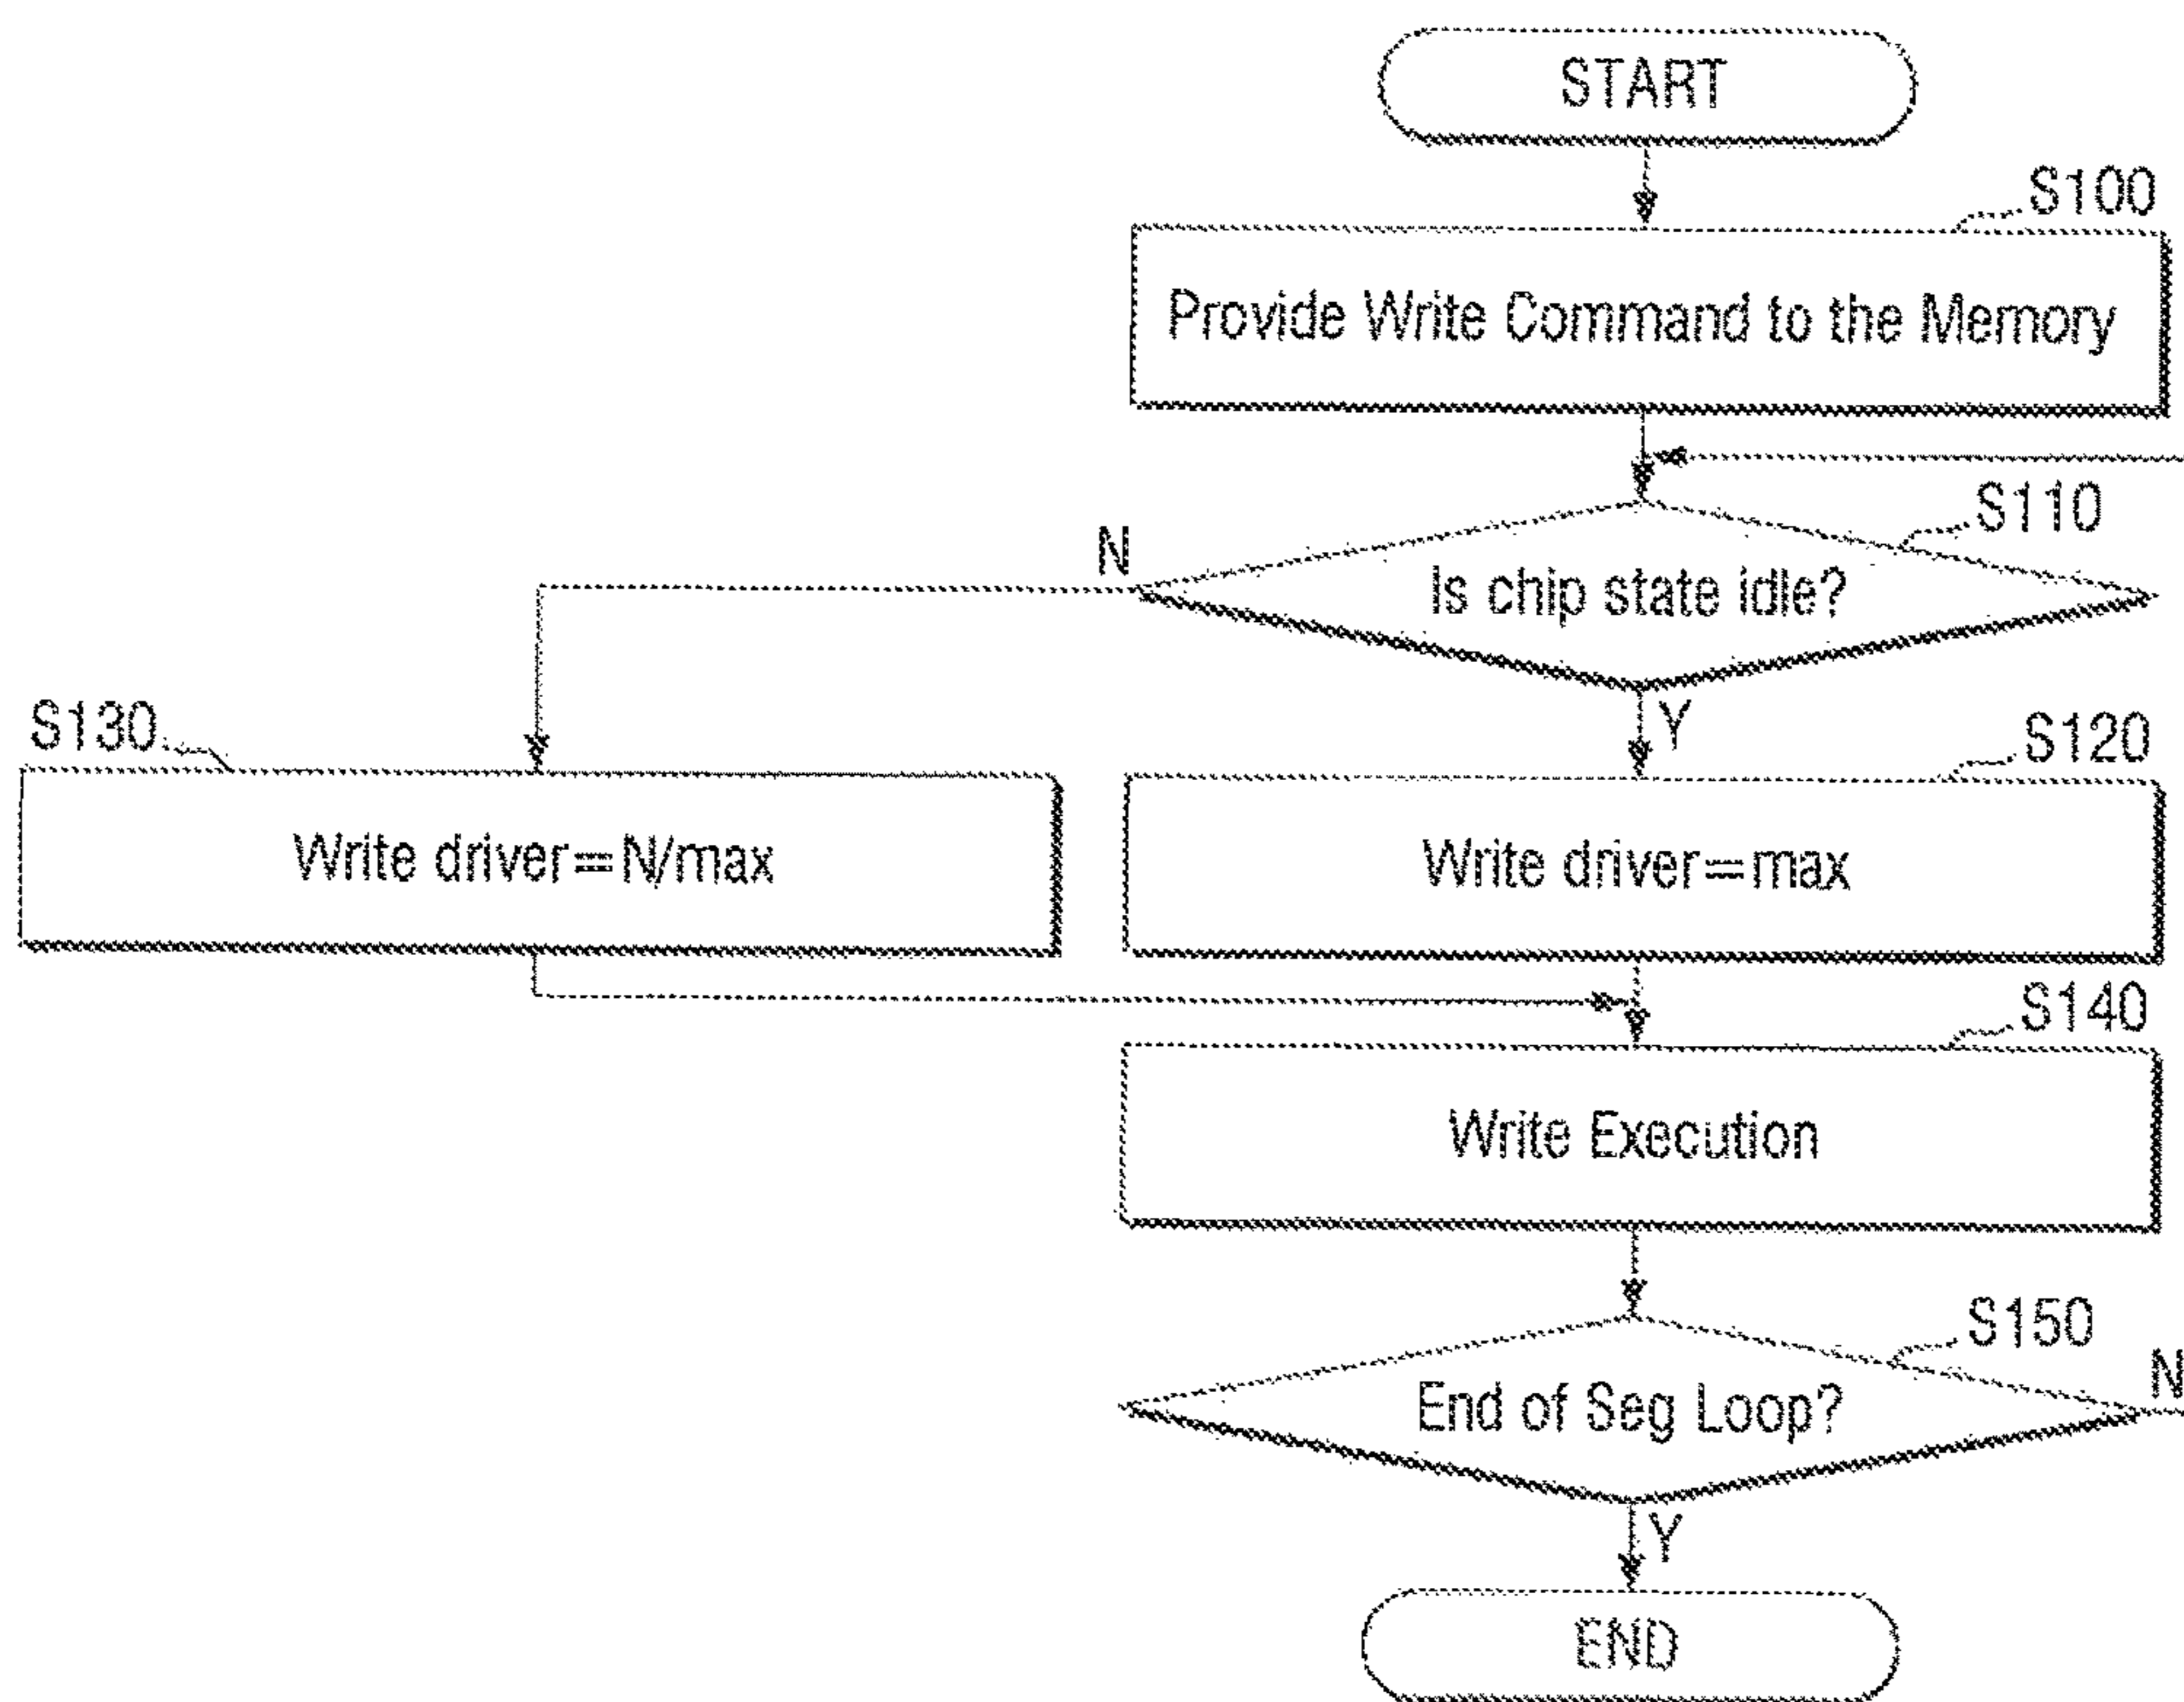 START
S100
Provide Write Command to the Memory
S110
N
Is chip state idle?
Y
S130
S120
Write driver=N/max
Write driver=max
S140
Write Execution
S150
N
End of Seg Loop?
Y
END